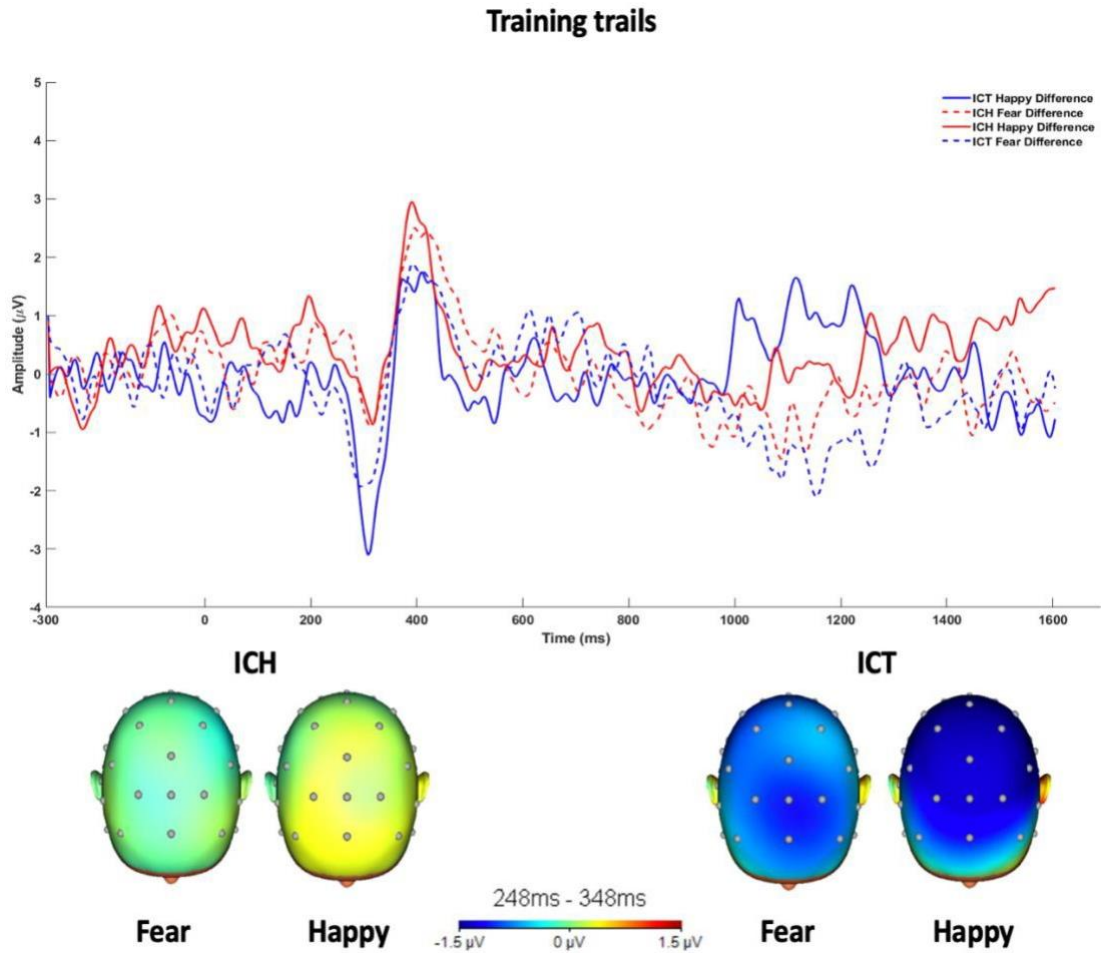 Training trails
5
4
3
2
1
0
-1
-2
-3
-4
Amplitude (μV)
ICT Happy Difference
ICH Fear Difference
ICH Happy Difference
ICT Fear Difference
-300 0 200 400 600 800 1000 1200 1400 1600
Time (ms)
ICH ICT
248ms - 348ms
-1.5 μV 0 μV 1.5 μV
Fear Happy Fear Happy